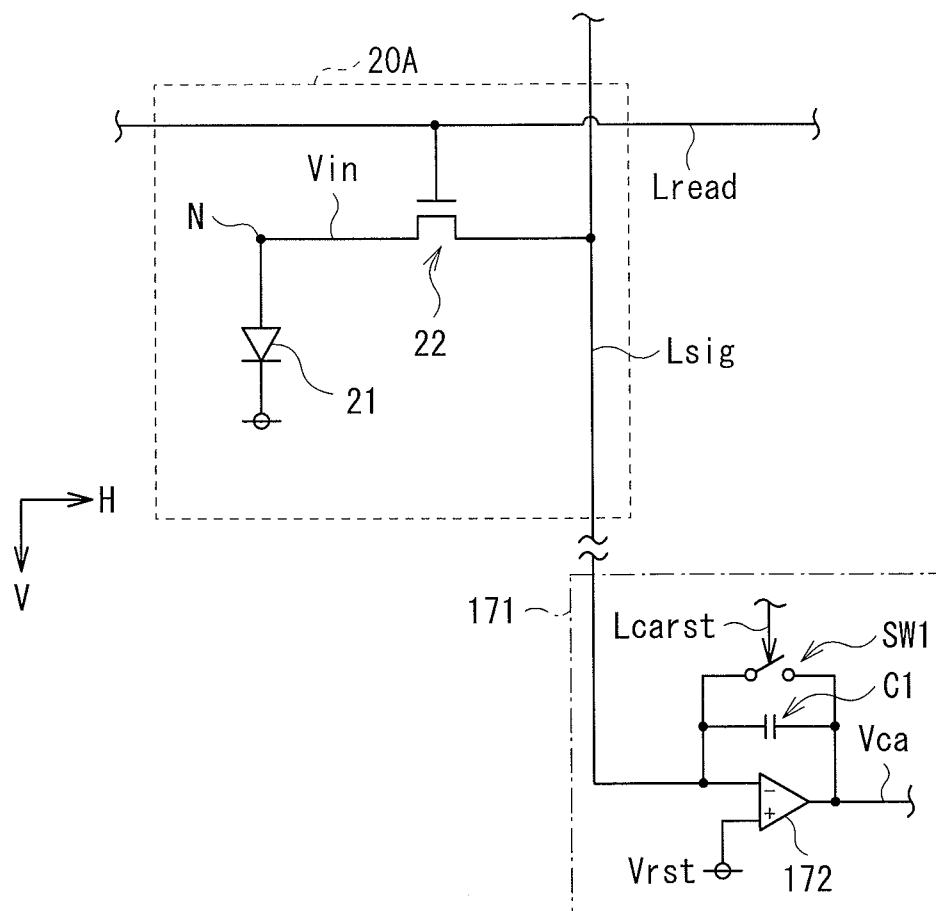 20A
Vin
Lread
N
22
Lsig
21
H
V
171
Lcarst
SW1
C1
Vca
−
+
Vrst
172